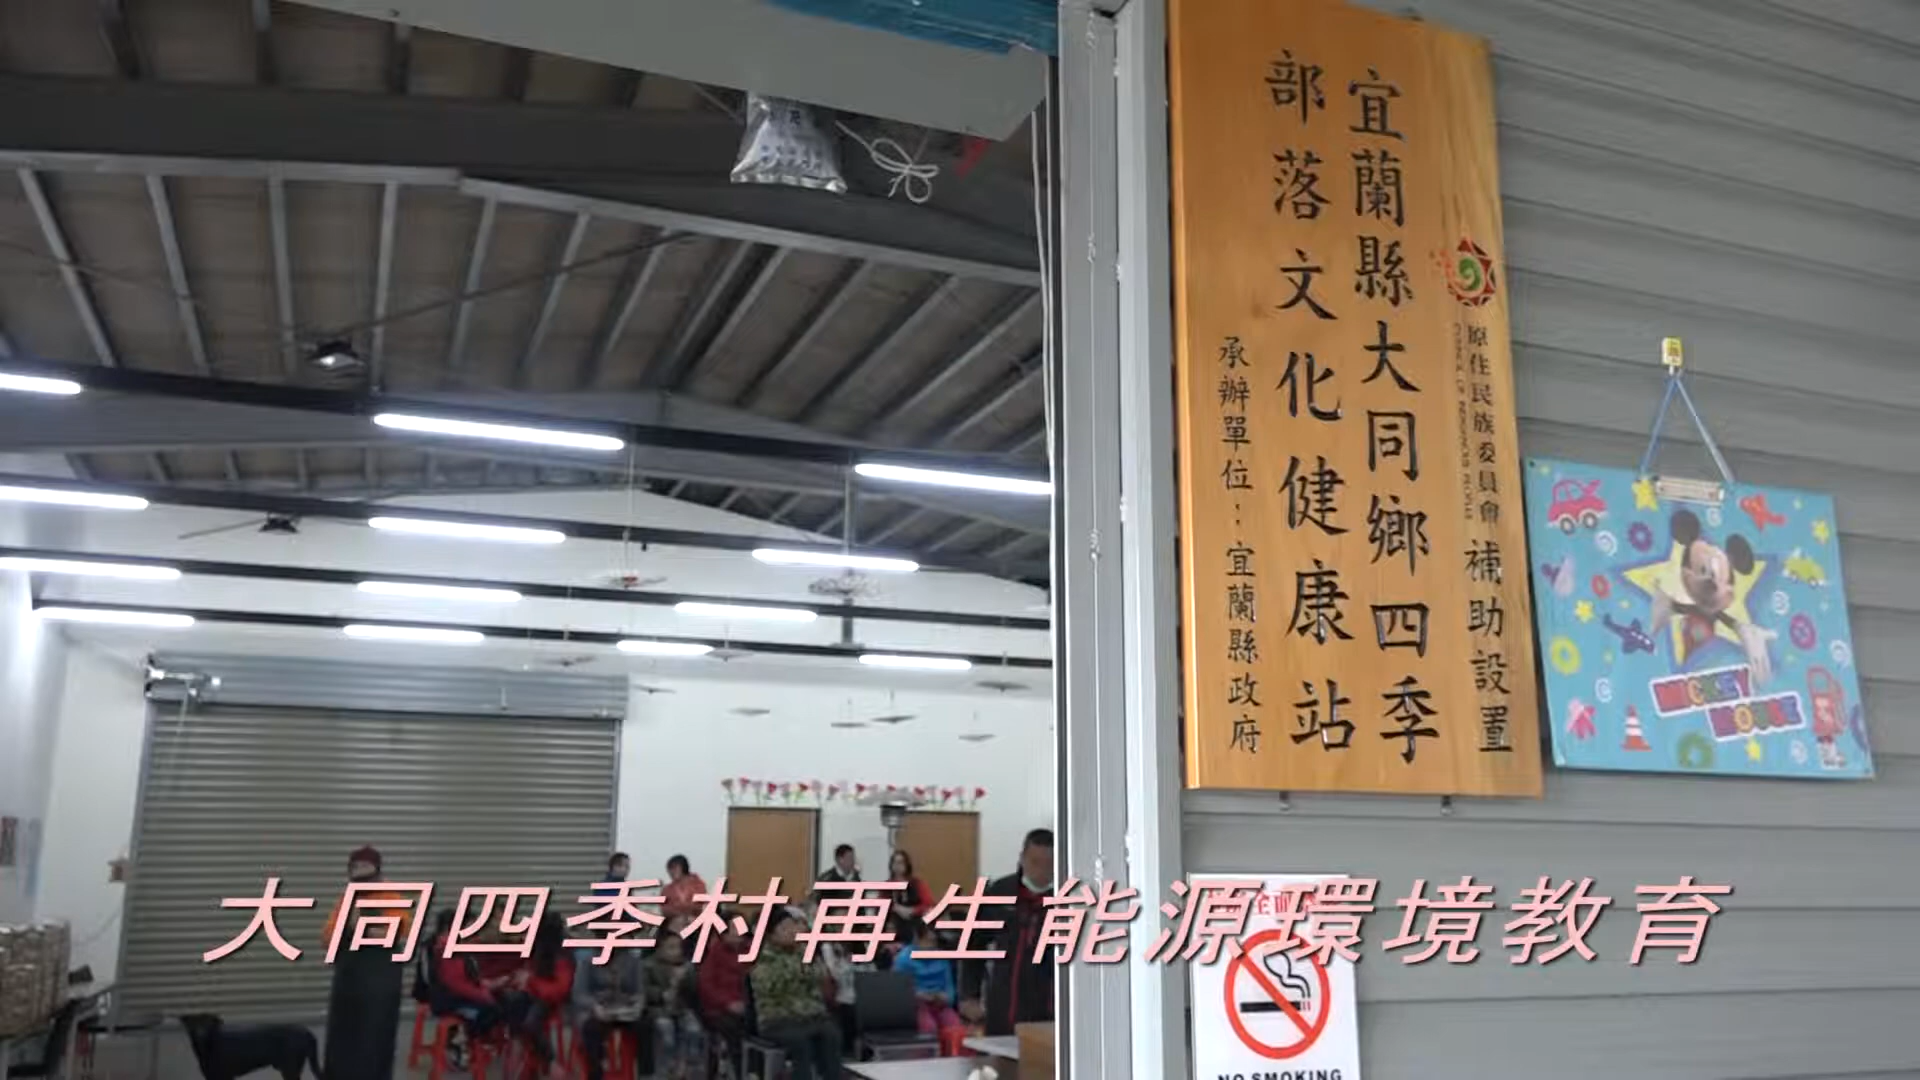 原住民族委員會 補助設置
宜蘭縣大同鄉四季
部落文化健康站
承辦單位：宜蘭縣政府
MICKEY
MOUSE
大同四季村再生能源環境教育
NO SMOKING